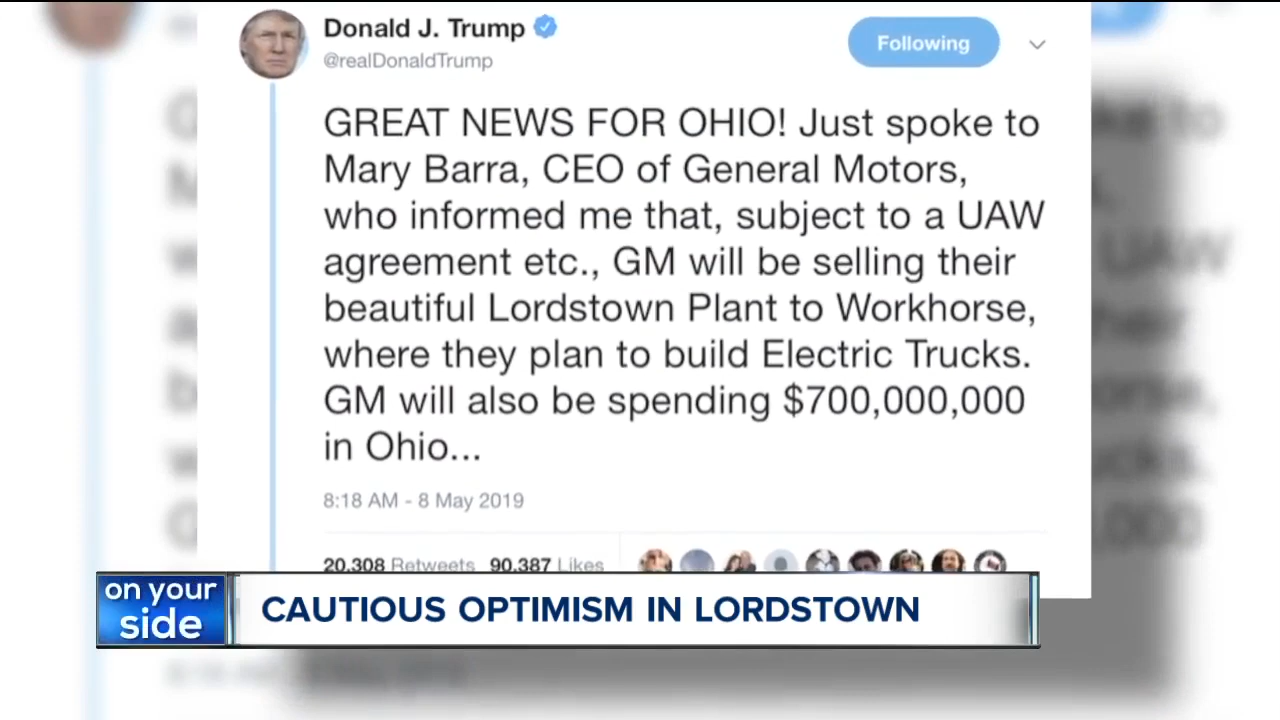 Donald J. Trump
@realDonaldTrump
Following
GREAT NEWS FOR OHIO! Just spoke to
Mary Barra, CEO of General Motors,
who informed me that, subject to a UAW
agreement etc., GM will be selling their
beautiful Lordstown Plant to Workhorse,
where they plan to build Electric Trucks.
GM will also be spending $700,000,000
in Ohio...
8:18 AM - 8 May 2019
20,308 Retweets 90,387 Likes
on your
side
CAUTIOUS OPTIMISM IN LORDSTOWN